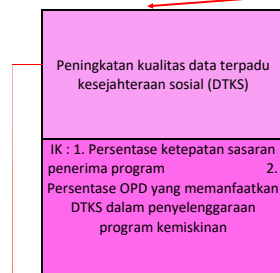 Peningkatan kualitas data terpadu
kesejahteraan sosial (DTKS)
IK : 1. Persentase ketepatan sasaran
penerima program 2.
Persentase OPD yang memanfaatkan
DTKS dalam penyelenggaraan
program kemiskinan